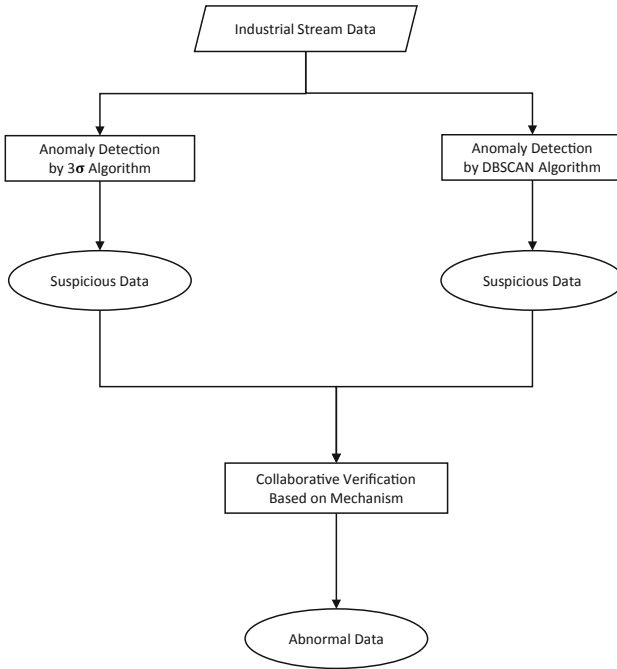 Industrial Stream Data
Anomaly Detection
by 3σ Algorithm
Anomaly Detection
by DBSCAN Algorithm
Suspicious Data
Suspicious Data
Collaborative Verification
Based on Mechanism
Abnormal Data